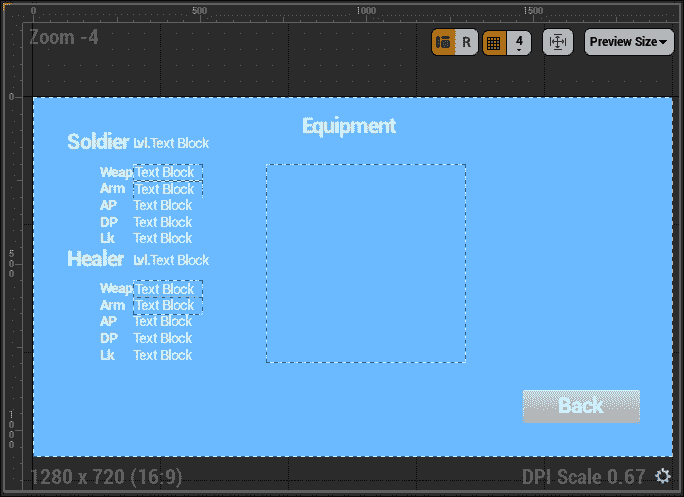 0 500 1000 1500
Zoom -4
R 4 Preview Size
0
Equipment
Soldier Lvl.Text Block
Weap Text Block
Arm Text Block
AP Text Block
DP Text Block
Lk Text Block
500
Healer Lvl.Text Block
Weap Text Block
Arm Text Block
AP Text Block
DP Text Block
Lk Text Block
Back
1000
1280 x 720 (16:9) DPI Scale 0.67